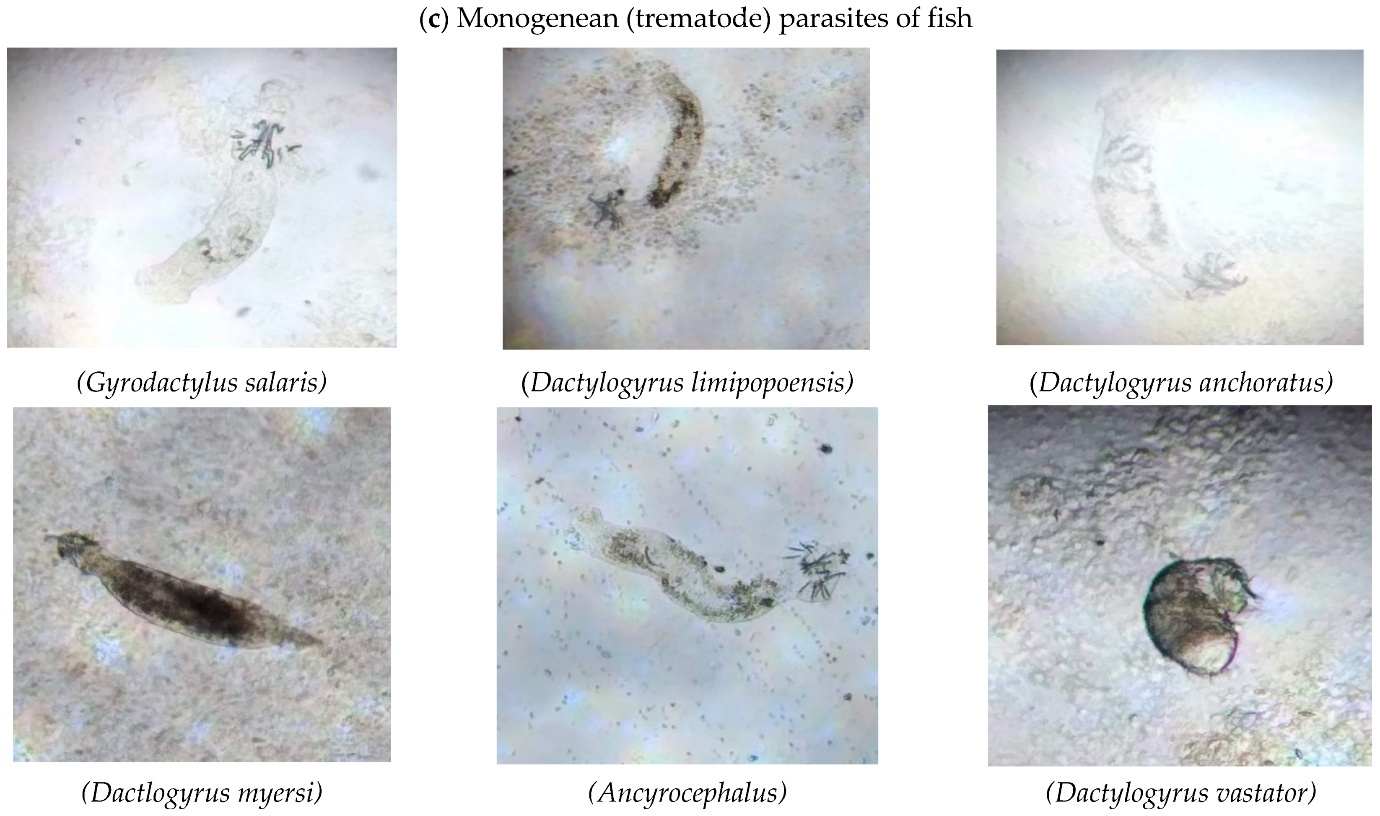 (c) Monogenean (trematode) parasites of fish
(Gyrodactylus salaris)
(Dactylogyrus limipopoensis)
(Dactylogyrus anchoratus)
(Dactlogyrus myersi)
(Ancyrocephalus)
(Dactylogyrus vastator)